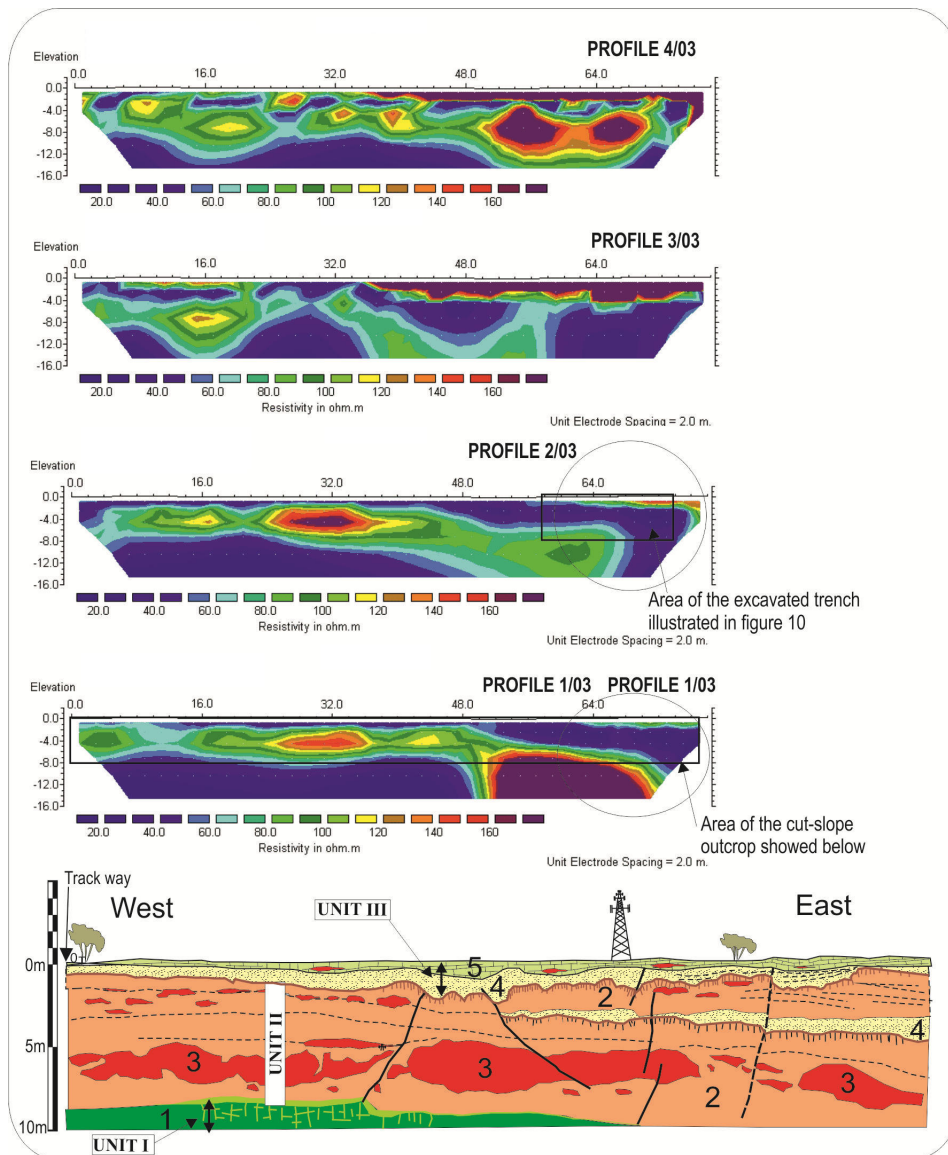 PROFILE 4/03
Elevation
0.0 16.0 32.0 48.0 64.0
0.0
-4.0
-8.0
-12.0
-16.0
20.0 40.0 60.0 80.0 100 120 140 160
PROFILE 3/03
Elevation
0.0 16.0 32.0 48.0 64.0
0.0
-4.0
-8.0
-12.0
-16.0
20.0 40.0 60.0 80.0 100 120 140 160
Resistivity in ohm.m
Unit Electrode Spacing = 2.0 m.
PROFILE 2/03
Elevation
0.0 16.0 32.0 48.0 64.0
0.0
-4.0
-8.0
-12.0
-16.0
20.0 40.0 60.0 80.0 100 120 140 160
Resistivity in ohm.m
Unit Electrode Spacing = 2.0 m.
Area of the excavated trench
illustrated in figure 10
PROFILE 1/03 PROFILE 1/03
Elevation
0.0 16.0 32.0 48.0 64.0
0.0
-4.0
-8.0
-12.0
-16.0
20.0 40.0 60.0 80.0 100 120 140 160
Resistivity in ohm.m
Unit Electrode Spacing = 2.0 m.
Area of the cut-slope
outcrop showed below
Track way
West
UNIT III
East
0m
5
4
2
4
5m
UNIT II
3
3
2
3
1
10m
UNIT I